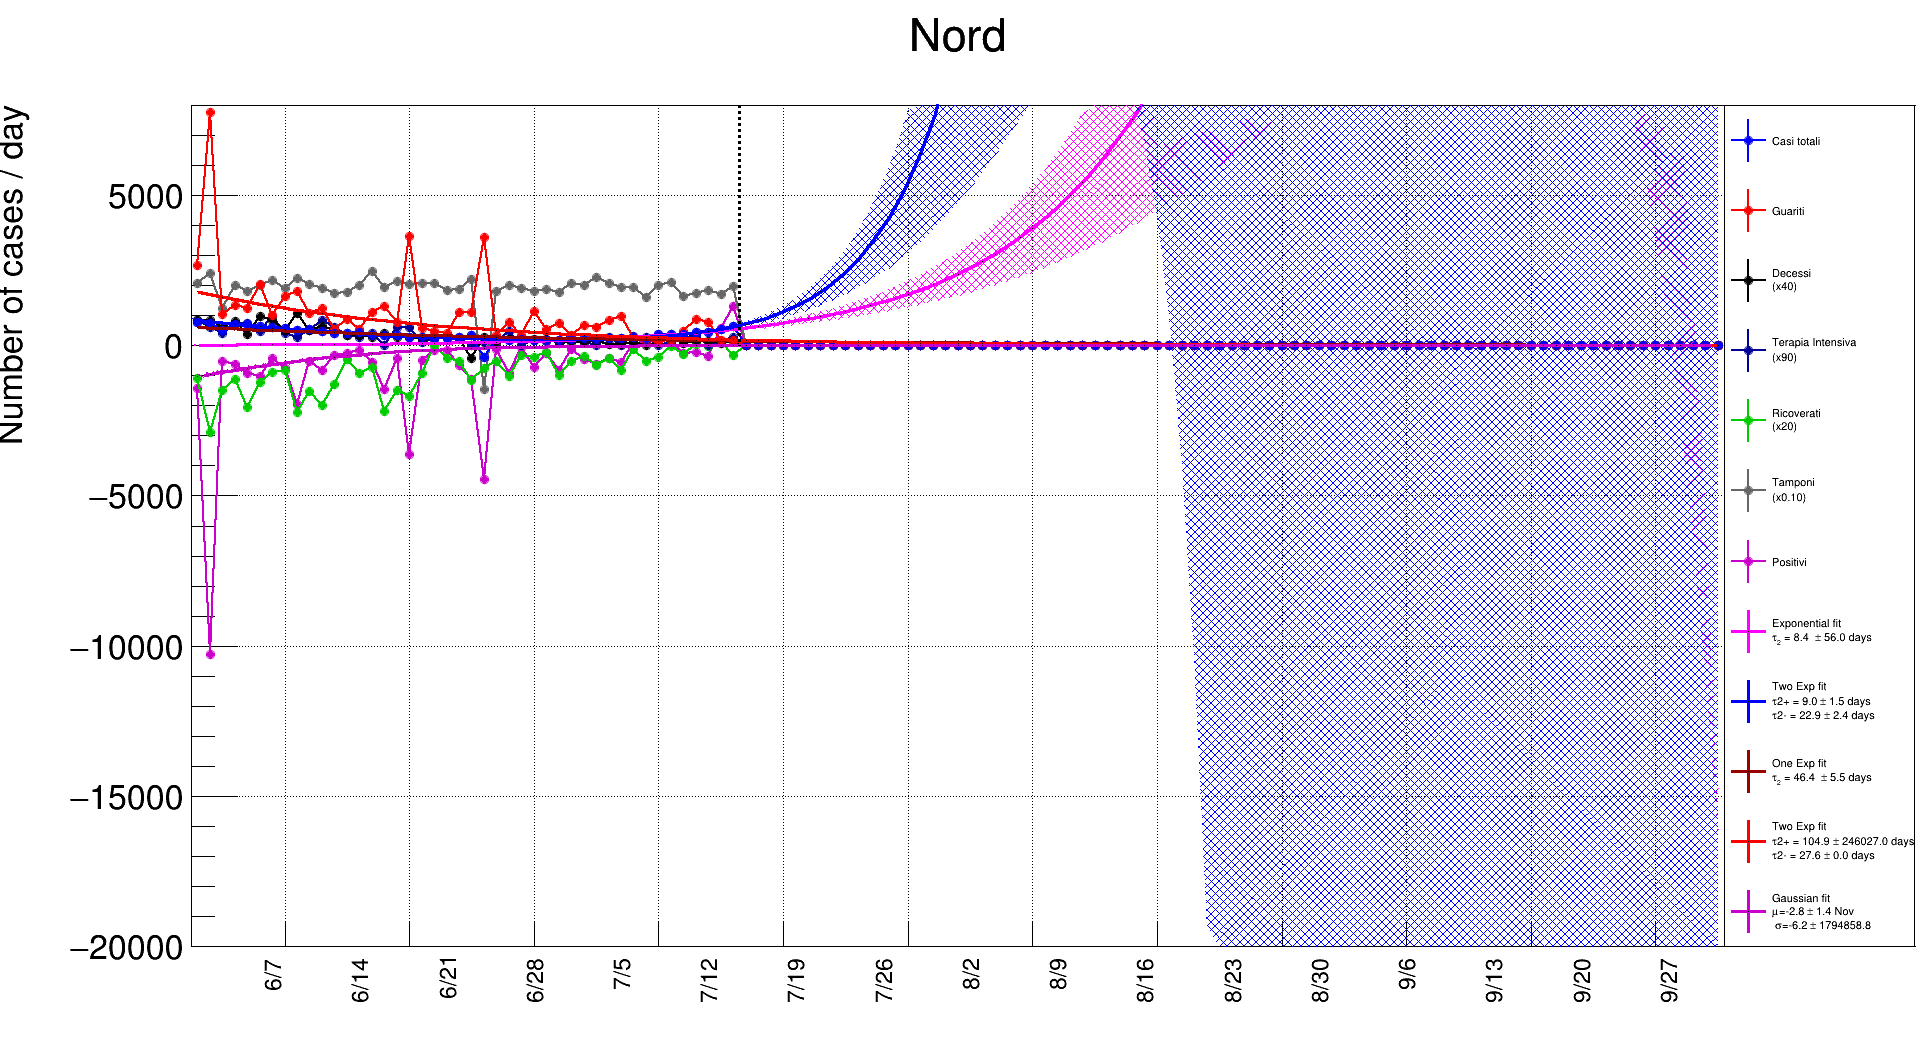 Nord
Number of cases / day
5000
0
−5000
−10000
−15000
−20000
6/7
6/14
6/21
6/28
7/5
7/12
7/19
7/26
8/2
8/9
8/16
8/23
8/30
9/6
9/13
9/20
9/27
Casi totali
Guariti
Decessi
(x40)
Terapia Intensiva
(x90)
Ricoverati
(x20)
Tamponi
(x0.10)
Positivi
Exponential fit
τ₂ = 8.4 ± 56.0 days
Two Exp fit
τ2+ = 9.0 ± 1.5 days
τ2- = 22.9 ± 2.4 days
One Exp fit
τ₂ = 46.4 ± 5.5 days
Two Exp fit
τ2+ = 104.9 ± 246027.0 days
τ2- = 27.6 ± 0.0 days
Gaussian fit
μ=-2.8 ± 1.4 Nov
σ=-6.2 ± 1794858.8